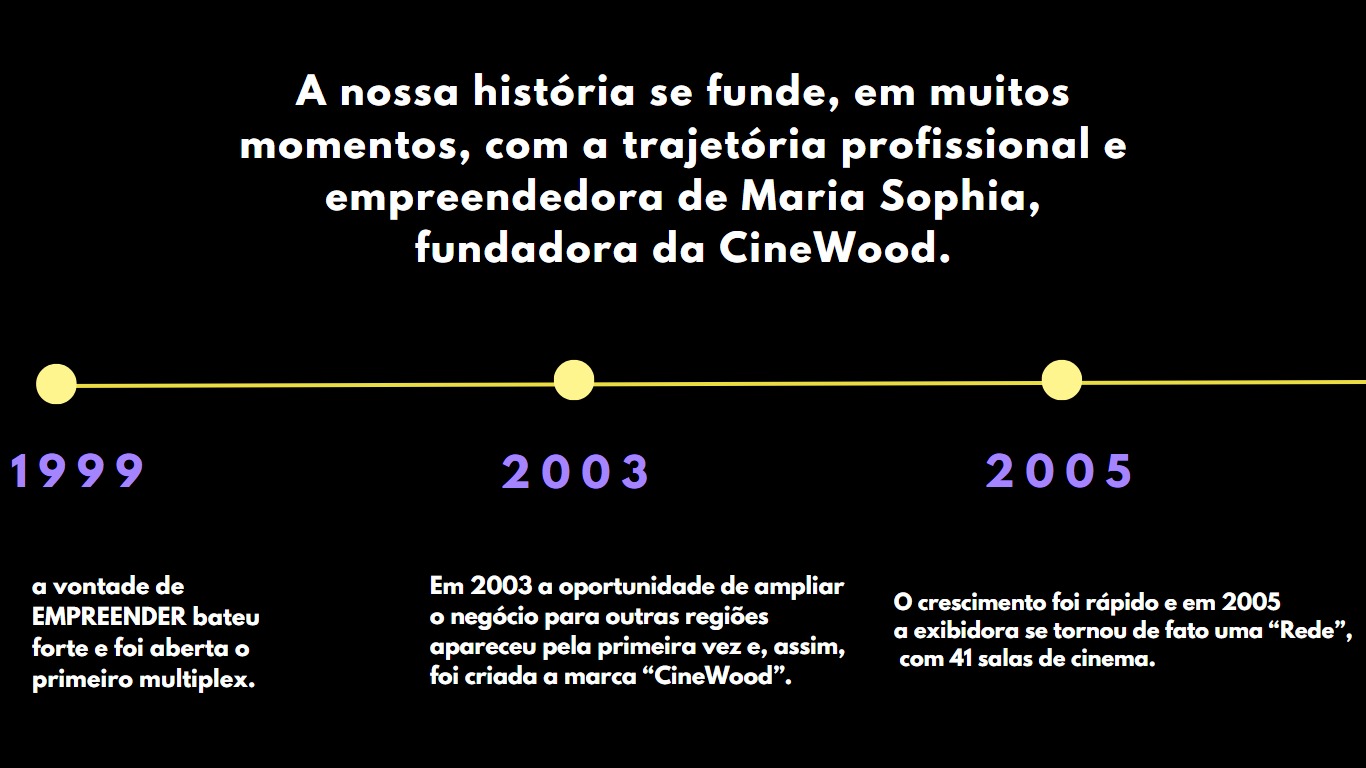 A nossa história se funde, em muitos
momentos, com a trajetória profissional e
empreendedora de Maria Sophia,
fundadora da CineWood.
1999
2003
2005
a vontade de
EMPREENDER bateu
forte e foi aberta o
primeiro multiplex.
Em 2003 a oportunidade de ampliar
o negócio para outras regiões
apareceu pela primeira vez e, assim,
foi criada a marca “CineWood”.
O crescimento foi rápido e em 2005
a exibidora se tornou de fato uma “Rede”,
com 41 salas de cinema.